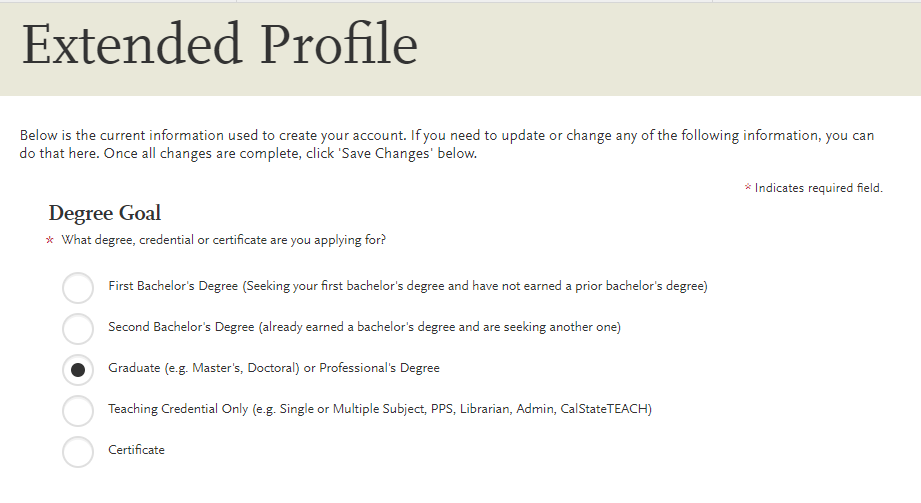 Extended Profile
Below is the current information used to create your account. If you need to update or change any of the following information, you can
do that here. Once all changes are complete, click 'Save Changes' below.
* Indicates required field.
Degree Goal
* What degree, credential or certificate are you applying for?
First Bachelor's Degree (Seeking your first bachelor's degree and have not earned a prior bachelor's degree)
Second Bachelor's Degree (already earned a bachelor's degree and are seeking another one)
Graduate (e.g. Master's, Doctoral) or Professional's Degree
Teaching Credential Only (e.g. Single or Multiple Subject, PPS, Librarian, Admin, CalStateTEACH)
Certificate